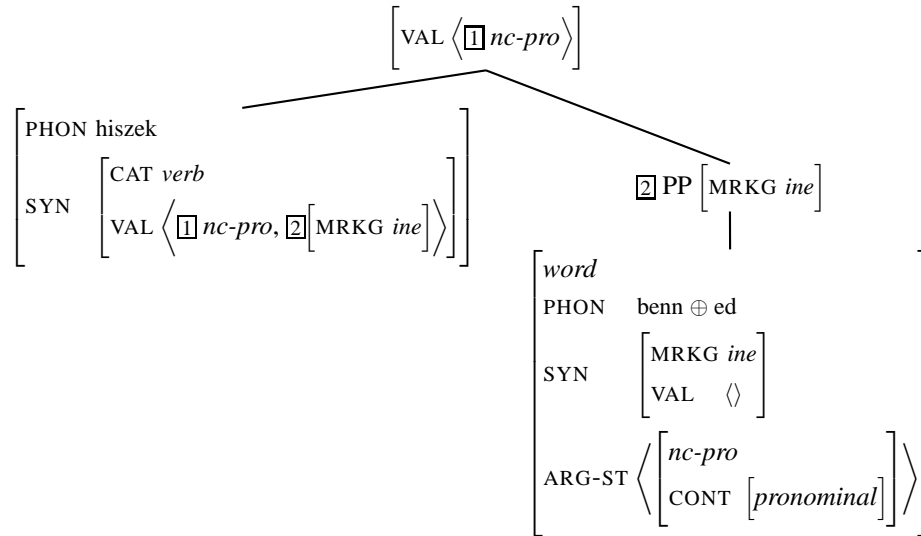 [VAL ⟨[1] nc-pro⟩]
[PHON hiszek
SYN [CAT verb
VAL ⟨[1] nc-pro, [2][MRKG ine]⟩]]
[2] PP [MRKG ine]
[word
PHON benn ⊕ ed
SYN [MRKG ine
VAL ⟨⟩]
ARG-ST ⟨[nc-pro
CONT [pronominal]]⟩]